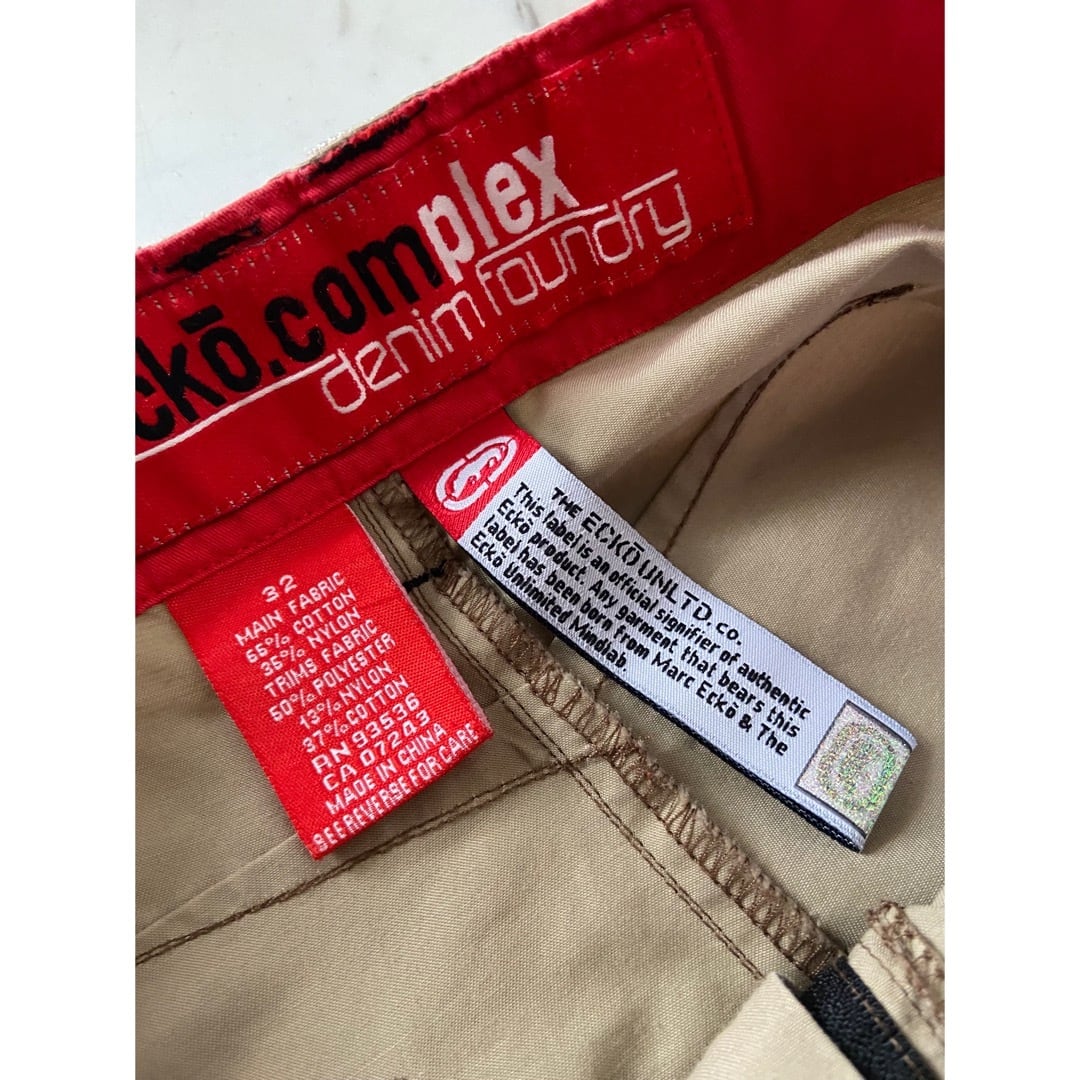 ckō.complex
denim foundry
32
MAIN FABRIC
65% COTTON
35% NYLON
TRIMS FABRIC
50% POLYESTER
13% NYLON
37% COTTON
RN 93536
CA 07243
MADE IN CHINA
SEE REVERSE FOR CARE
THE ECKŌ UNLTD. co.
This label is an official signifier of authentic
Eckō product. Any garment that bears this
label has been born from Marc Eckō & The
Eckō Unlimited Mindlab.